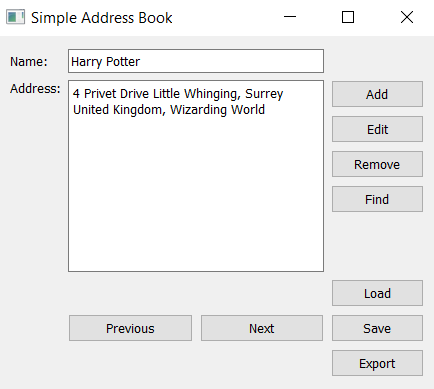 Simple Address Book
Name:
Harry Potter
Address:
4 Privet Drive Little Whinging, Surrey
United Kingdom, Wizarding World
Add
Edit
Remove
Find
Load
Previous
Next
Save
Export